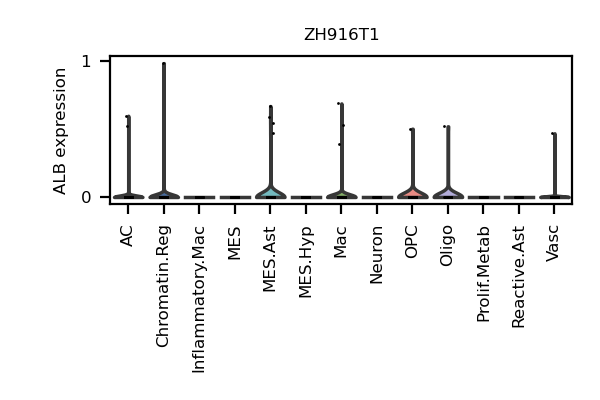 ZH916T1
ALB expression
1
0
AC
Chromatin.Reg
Inflammatory.Mac
MES
MES.Ast
MES.Hyp
Mac
Neuron
OPC
Oligo
Prolif.Metab
Reactive.Ast
Vasc